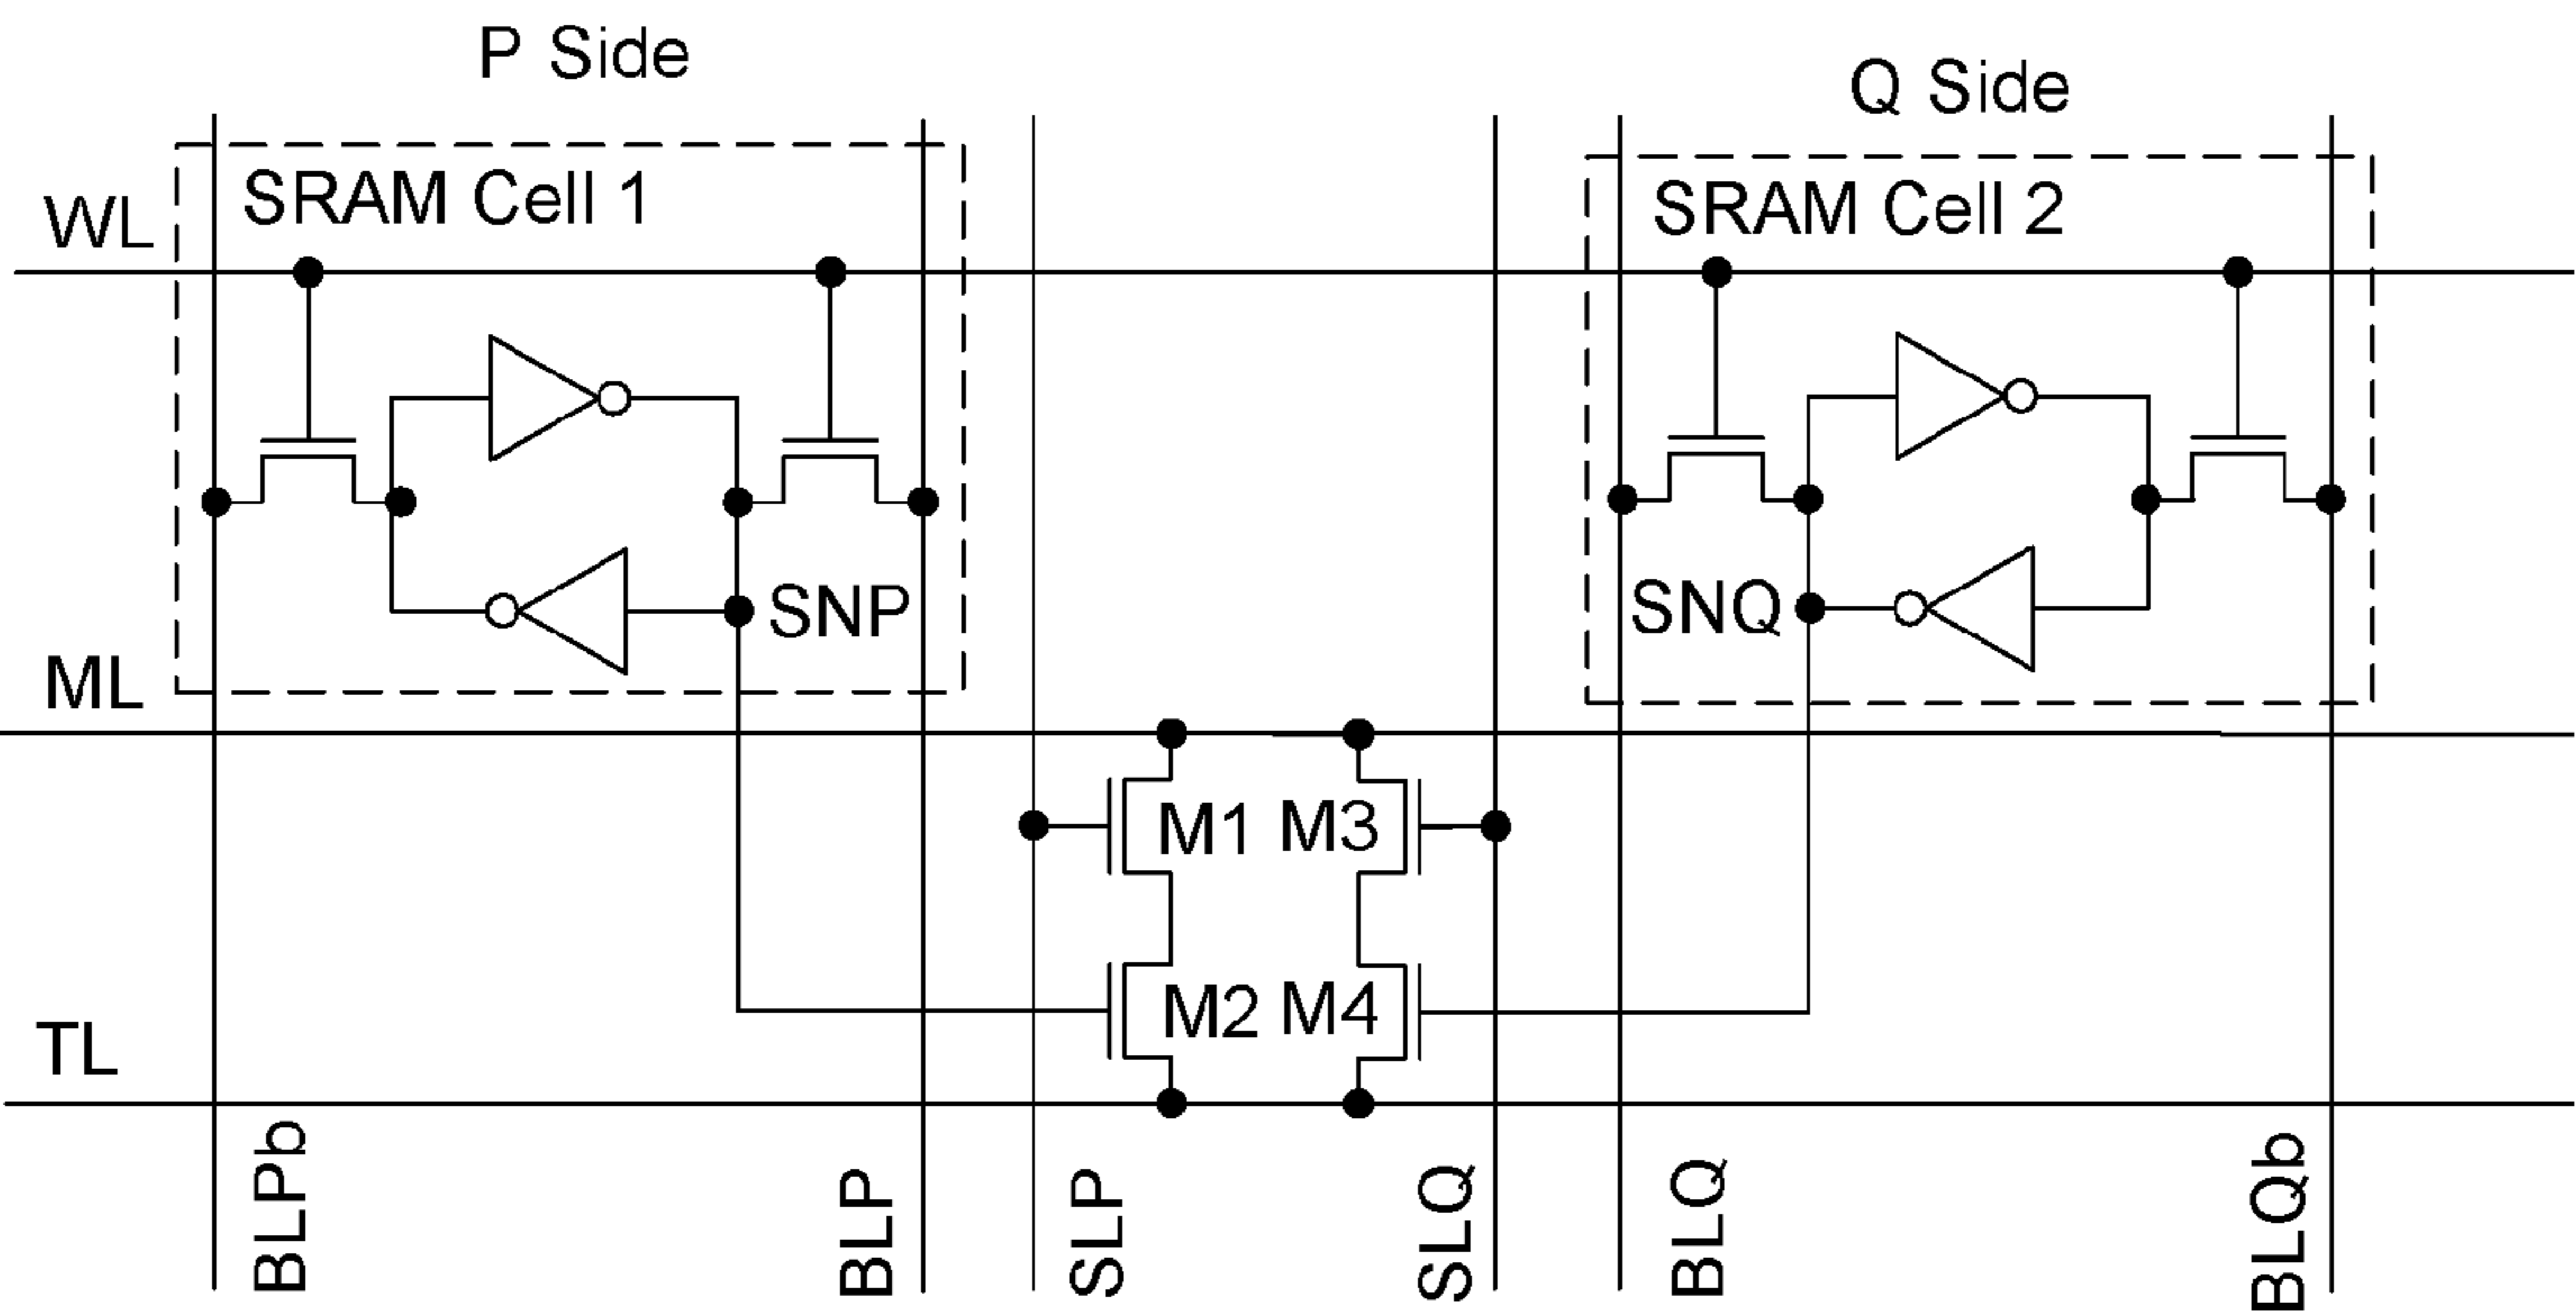 P Side
Q Side
SRAM Cell 1
SRAM Cell 2
WL
SNP
SNQ
ML
M1
M3
M2
M4
TL
BLPb
BLP
SLP
SLQ
BLQ
BLQb